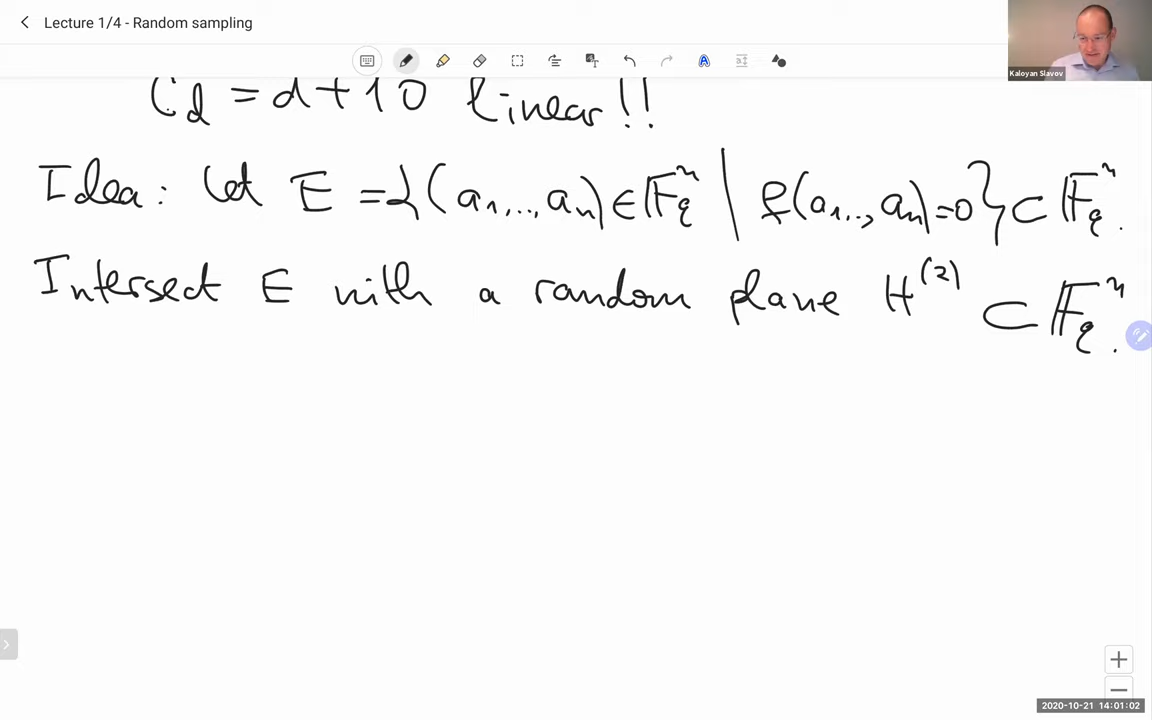 Lecture 1/4 - Random sampling
Kaloyan Slavov
C_d = d + 10 linear!!
Idea: Let E = {(a_1,..., a_n) ∈ 𝔽_q^n | f(a_1,.., a_n) = 0} ⊂ 𝔽_q^n.
Intersect E with a random plane H^(2) ⊂ 𝔽_q^n.
2020-10-21 14:01:02